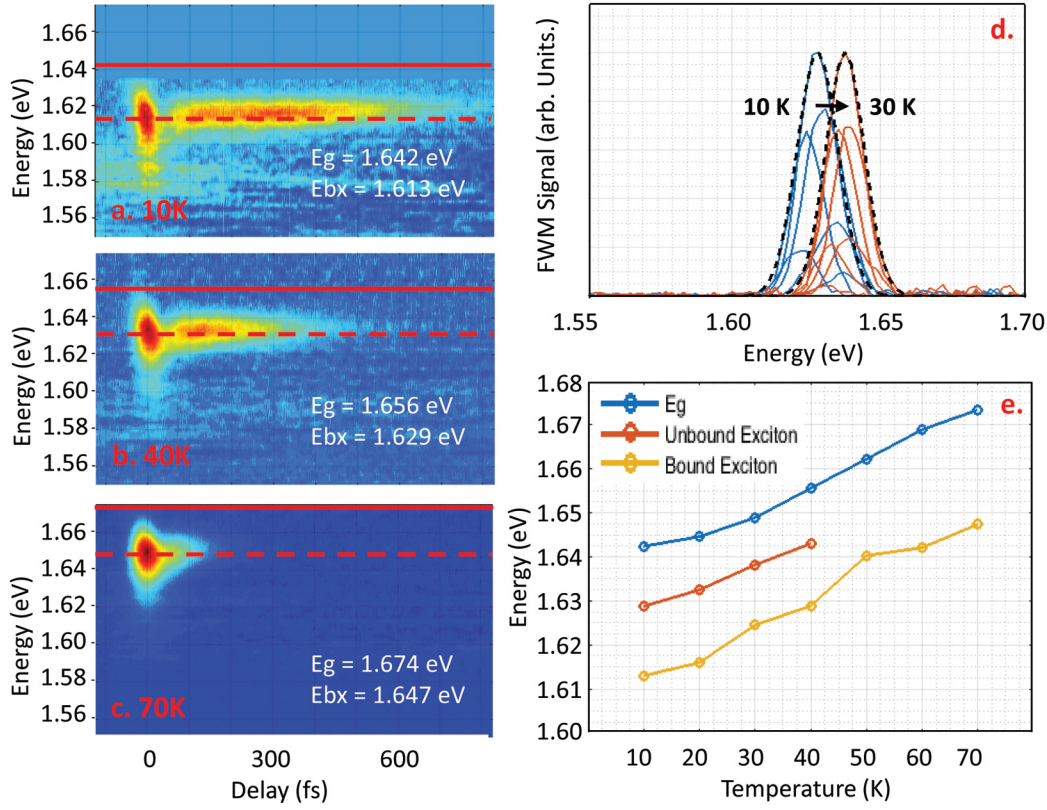 Energy (eV)
1.66
1.64
1.62
1.60
1.58
1.56
Eg = 1.642 eV
Ebx = 1.613 eV
a. 10K
Energy (eV)
1.66
1.64
1.62
1.60
1.58
1.56
Eg = 1.656 eV
Ebx = 1.629 eV
b. 40K
Energy (eV)
1.66
1.64
1.62
1.60
1.58
1.56
Eg = 1.674 eV
Ebx = 1.647 eV
c. 70K
0 300 600
Delay (fs)
FWM Signal (arb. Units.)
d.
10 K 30 K
1.55 1.60 1.65 1.70
Energy (eV)
Energy (eV)
1.68
1.67
1.66
1.65
1.64
1.63
1.62
1.61
1.60
e.
Eg
Unbound Exciton
Bound Exciton
10 20 30 40 50 60 70
Temperature (K)